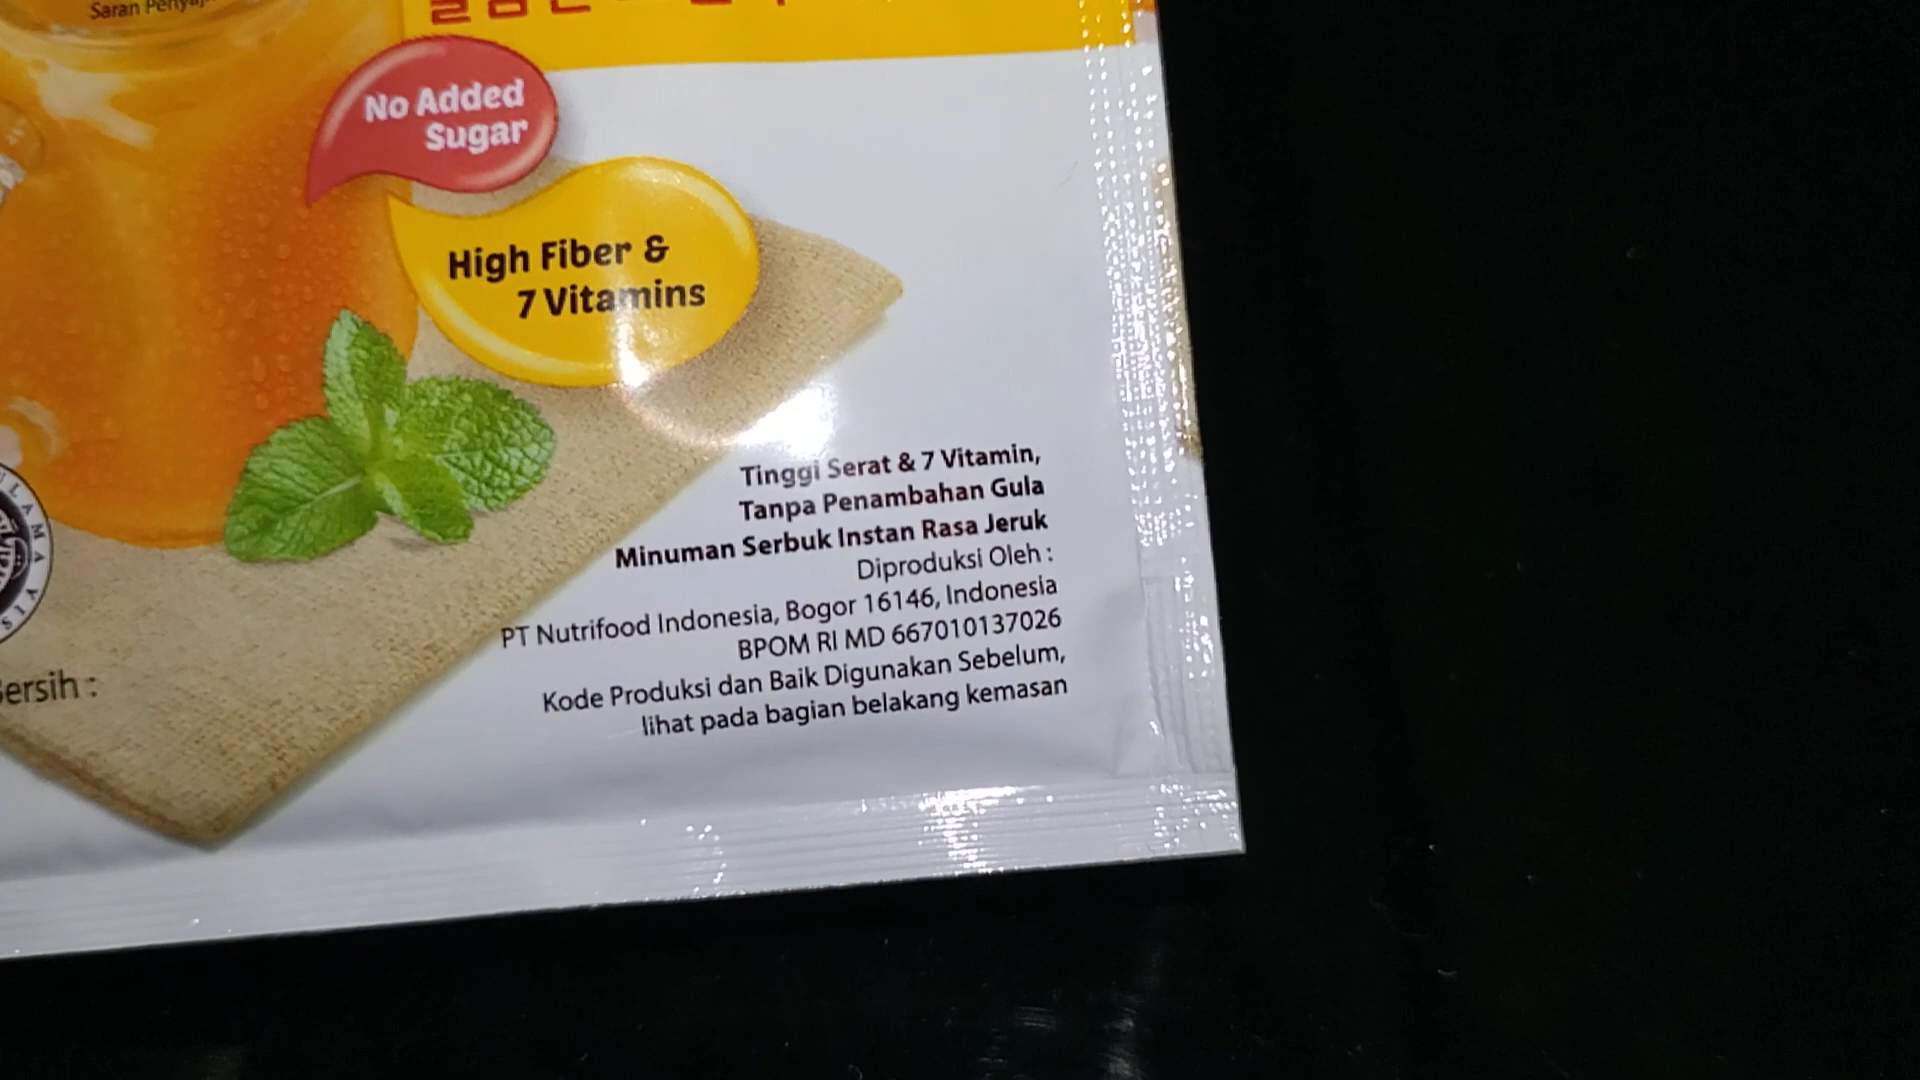 Saran
No Added
Sugar
High Fiber &
7 Vitamins
Tinggi Serat & 7 Vitamin,
Tanpa Penambahan Gula
Minuman Serbuk Instan Rasa Jeruk
Diproduksi Oleh :
PT Nutrifood Indonesia, Bogor 16146, Indonesia
BPOM RI MD 667010137026
Kode Produksi dan Baik Digunakan Sebelum,
lihat pada bagian belakang kemasan
ersih :